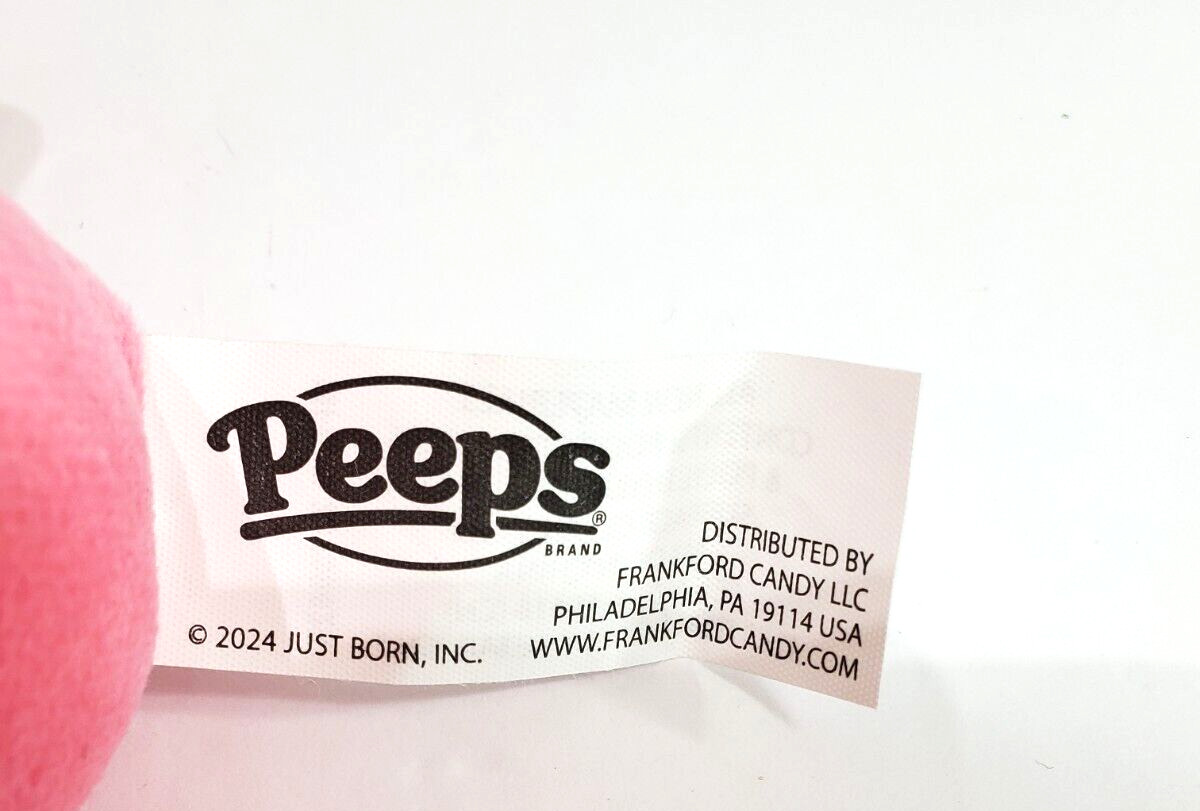 Peeps®
BRAND
© 2024 JUST BORN, INC.
DISTRIBUTED BY
FRANKFORD CANDY LLC
PHILADELPHIA, PA 19114 USA
WWW.FRANKFORDCANDY.COM